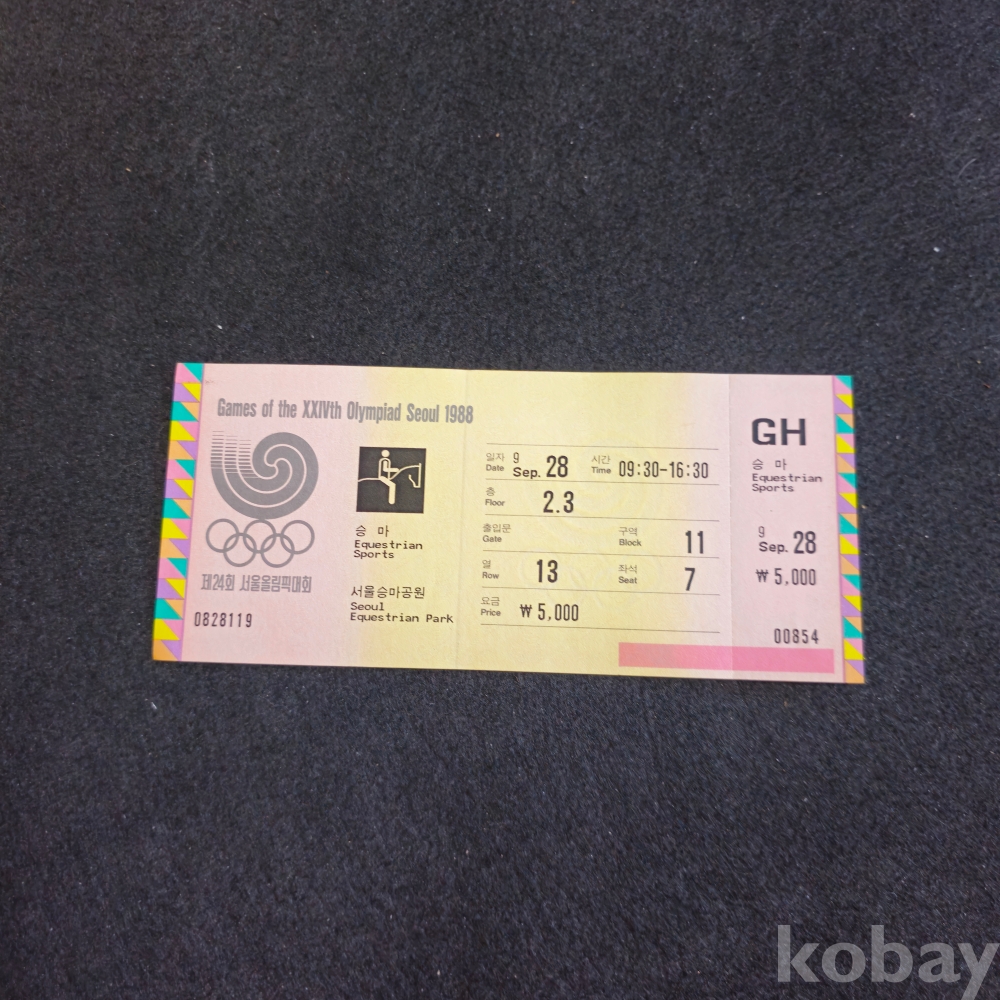 Games of the XXIVth Olympiad Seoul 1988
제24회 서울올림픽대회
0828119
승 마
Equestrian
Sports
서울승마공원
Seoul
Equestrian Park
일자 9
Date Sep. 28
시간
Time 09:30-16:30
층
Floor 2.3
출입문
Gate
구역
Block 11
열
Row 13
좌석
Seat 7
요금
Price ₩ 5,000
GH
승 마
Equestrian
Sports
9
Sep. 28
₩ 5,000
00854
kobay